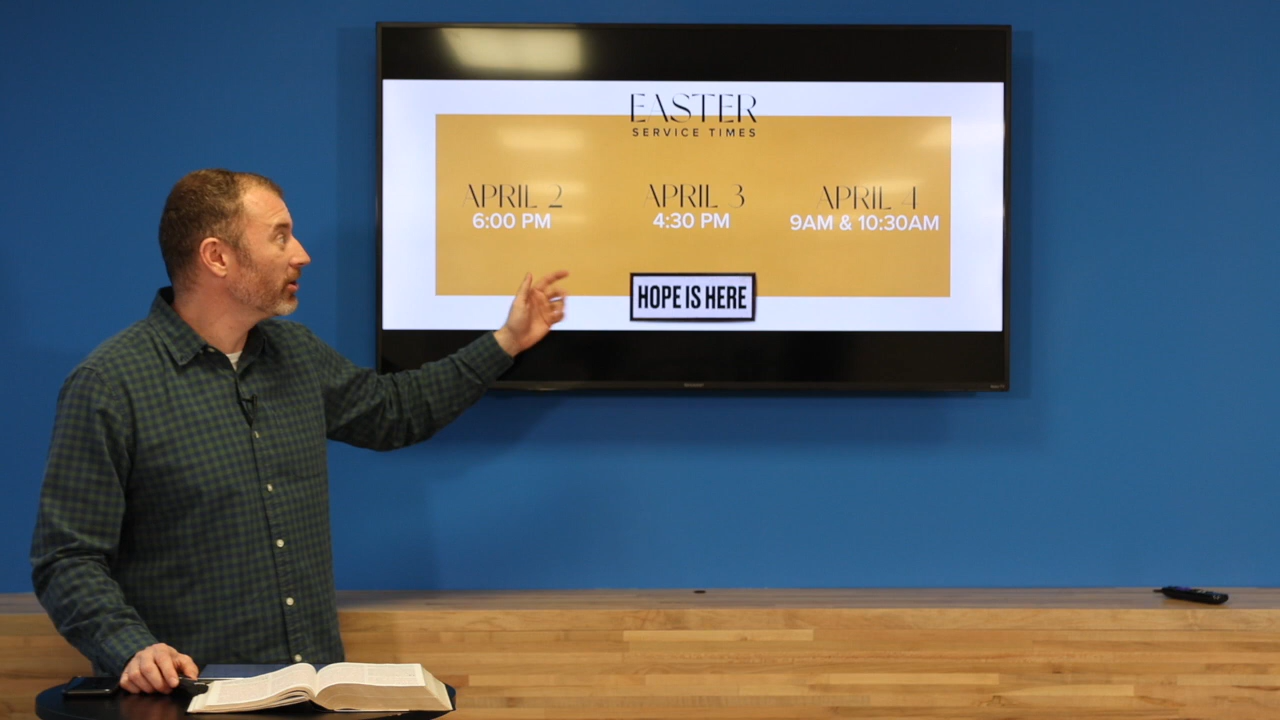 EASTER
SERVICE TIMES
APRIL 2
6:00 PM
APRIL 3
4:30 PM
APRIL 4
9AM & 10:30AM
HOPE IS HERE